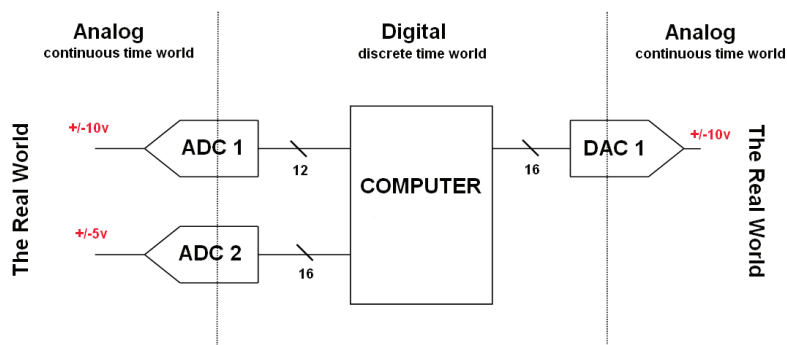 Analog
continuous time world
Digital
discrete time world
Analog
continuous time world
The Real World
+/-10v
ADC 1
12
+/-5v
ADC 2
16
COMPUTER
16
DAC 1
+/-10v
The Real World